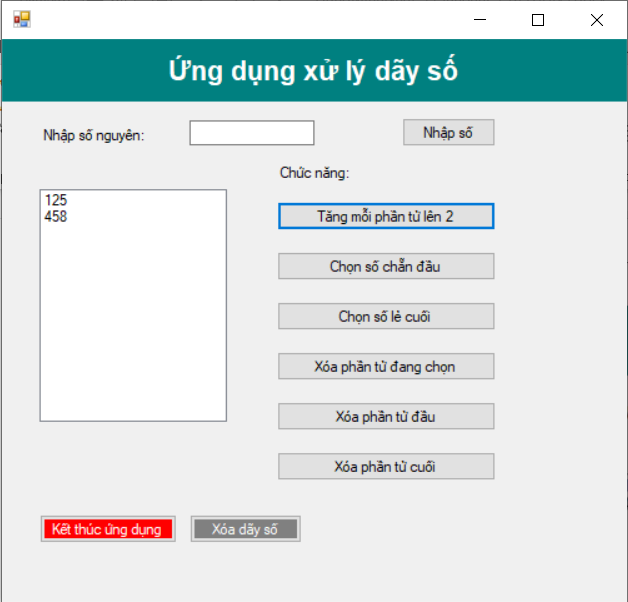 Ứng dụng xử lý dãy số
Nhập số nguyên:
Nhập số
Chức năng:
125
458
Tăng mỗi phần tử lên 2
Chọn số chẵn đầu
Chọn số lẻ cuối
Xóa phần tử đang chọn
Xóa phần tử đầu
Xóa phần tử cuối
Kết thúc ứng dụng
Xóa dãy số